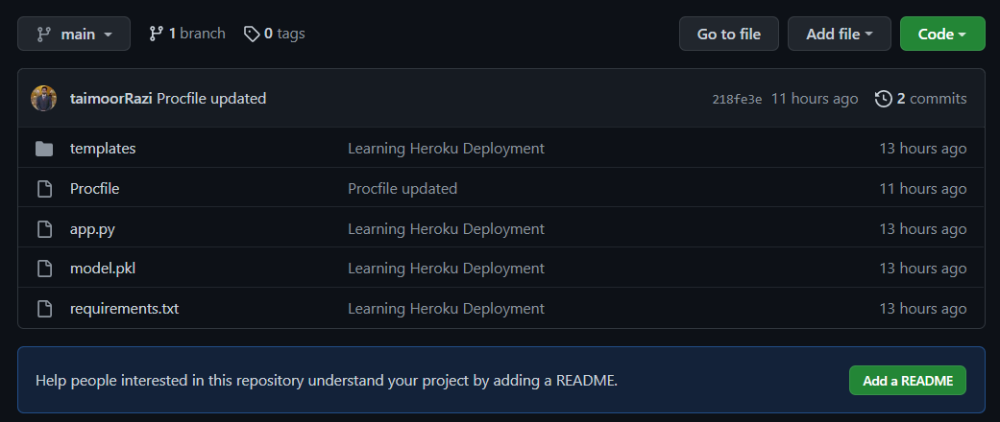 main 1 branch 0 tags Go to file Add file Code
taimoorRazi Procfile updated 218fe3e 11 hours ago 2 commits
templates Learning Heroku Deployment 13 hours ago
Procfile Procfile updated 11 hours ago
app.py Learning Heroku Deployment 13 hours ago
model.pkl Learning Heroku Deployment 13 hours ago
requirements.txt Learning Heroku Deployment 13 hours ago
Help people interested in this repository understand your project by adding a README. Add a README